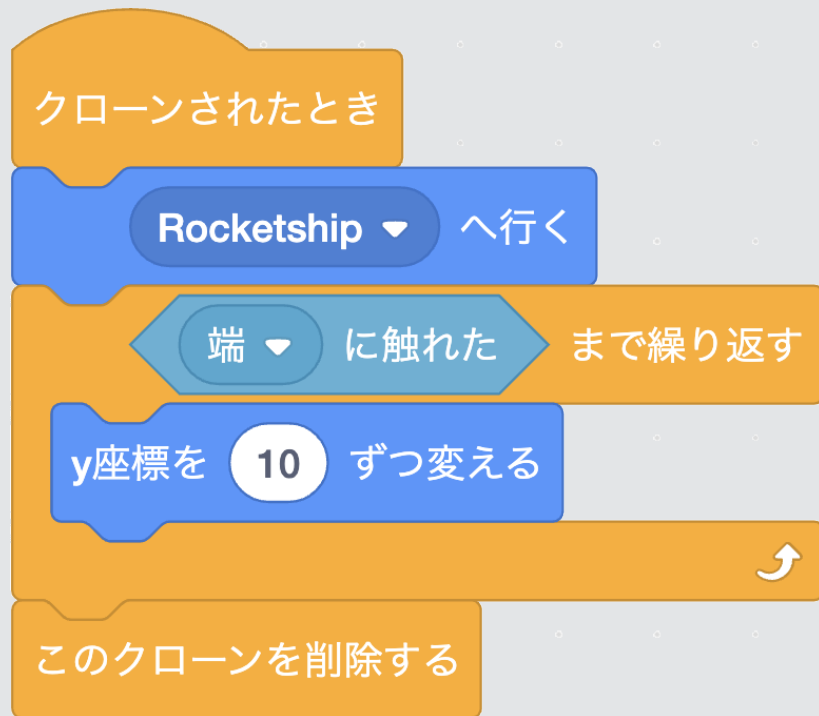 クローンされたとき
Rocketship へ行く
端 に触れた まで繰り返す
y座標を 10 ずつ変える
このクローンを削除する